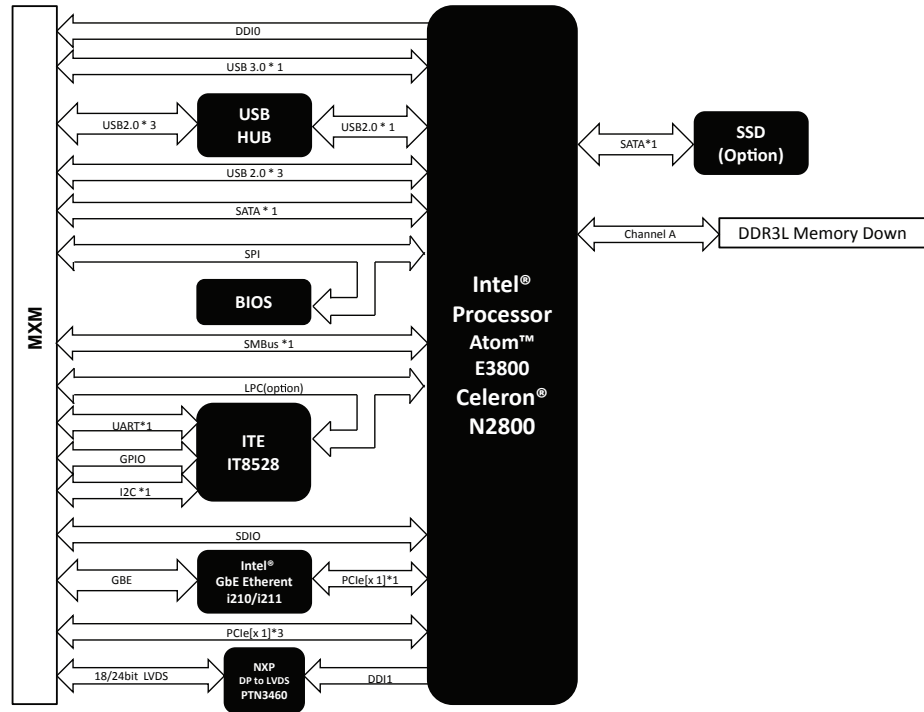 DDI0
USB 3.0 * 1
USB2.0 * 3
USB
HUB
USB2.0 * 1
USB 2.0 * 3
SATA * 1
SPI
BIOS
SMBus *1
LPC(option)
UART*1
GPIO
I2C *1
ITE
IT8528
SDIO
GBE
Intel®
GbE Etherent
i210/i211
PCIe[x 1]*1
PCIe[x 1]*3
18/24bit LVDS
NXP
DP to LVDS
PTN3460
DDI1
MXM
Intel®
Processor
Atom™
E3800
Celeron®
N2800
SATA*1
SSD
(Option)
Channel A
DDR3L Memory Down